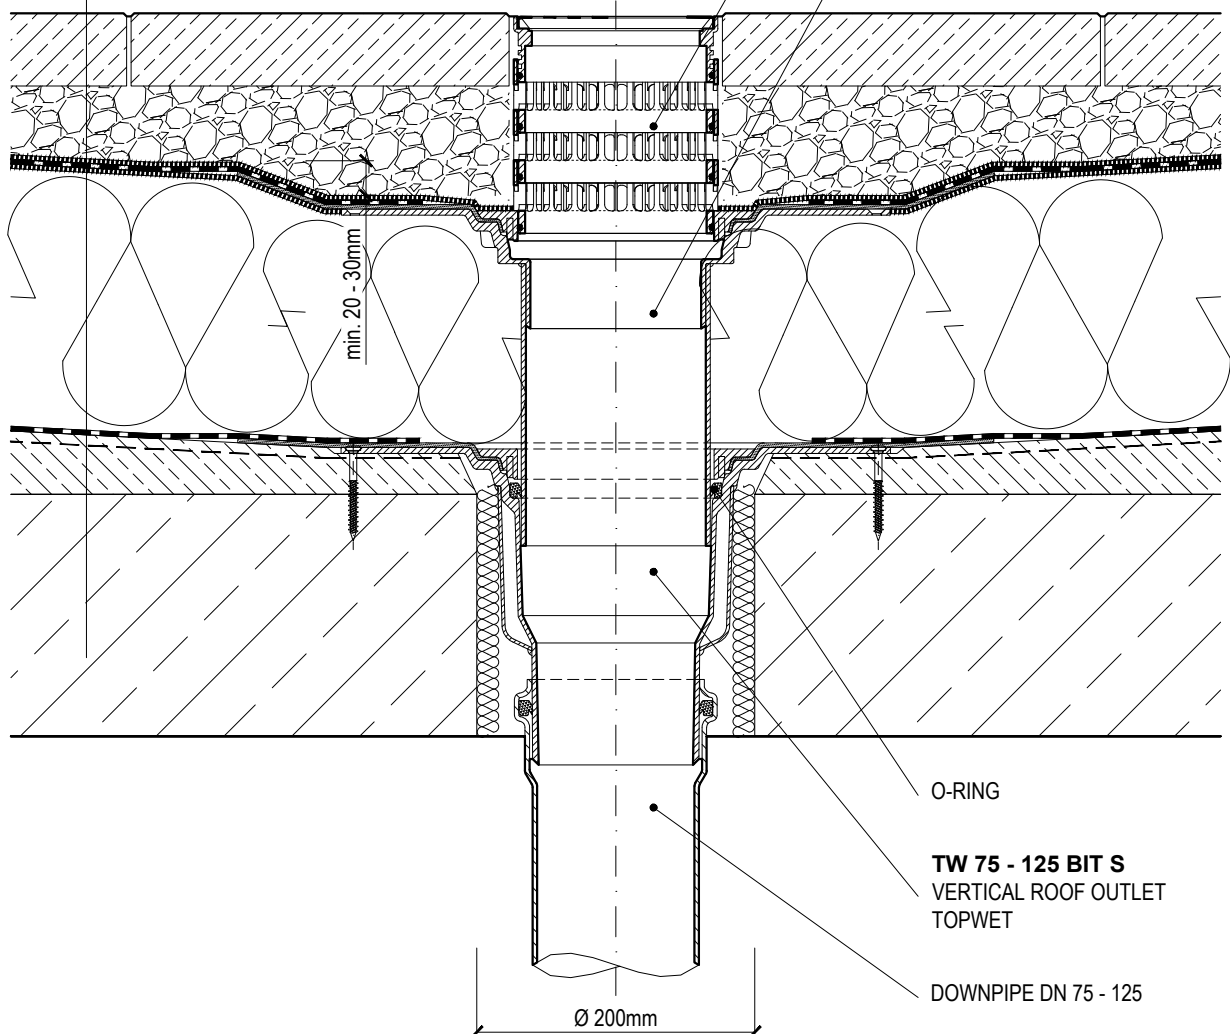 min. 20 - 30mm
O-RING
TW 75 - 125 BIT S
VERTICAL ROOF OUTLET
TOPWET
DOWNPIPE DN 75 - 125
Ø 200mm